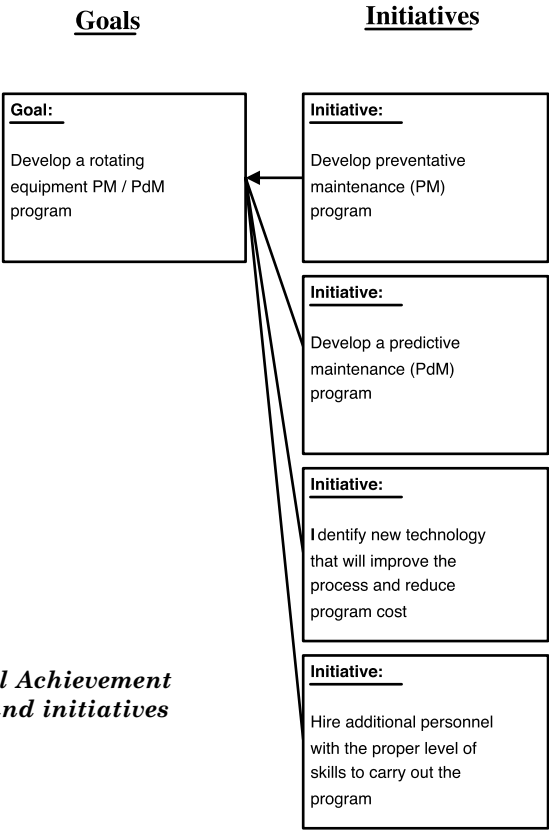 Goals
Initiatives
Goal:
Develop a rotating
equipment PM / PdM
program
Initiative:
Develop preventative
maintenance (PM)
program
Initiative:
Develop a predictive
maintenance (PdM)
program
Initiative:
Identify new technology
that will improve the
process and reduce
program cost
Initiative:
Hire additional personnel
with the proper level of
skills to carry out the
program
Achievement
initiatives